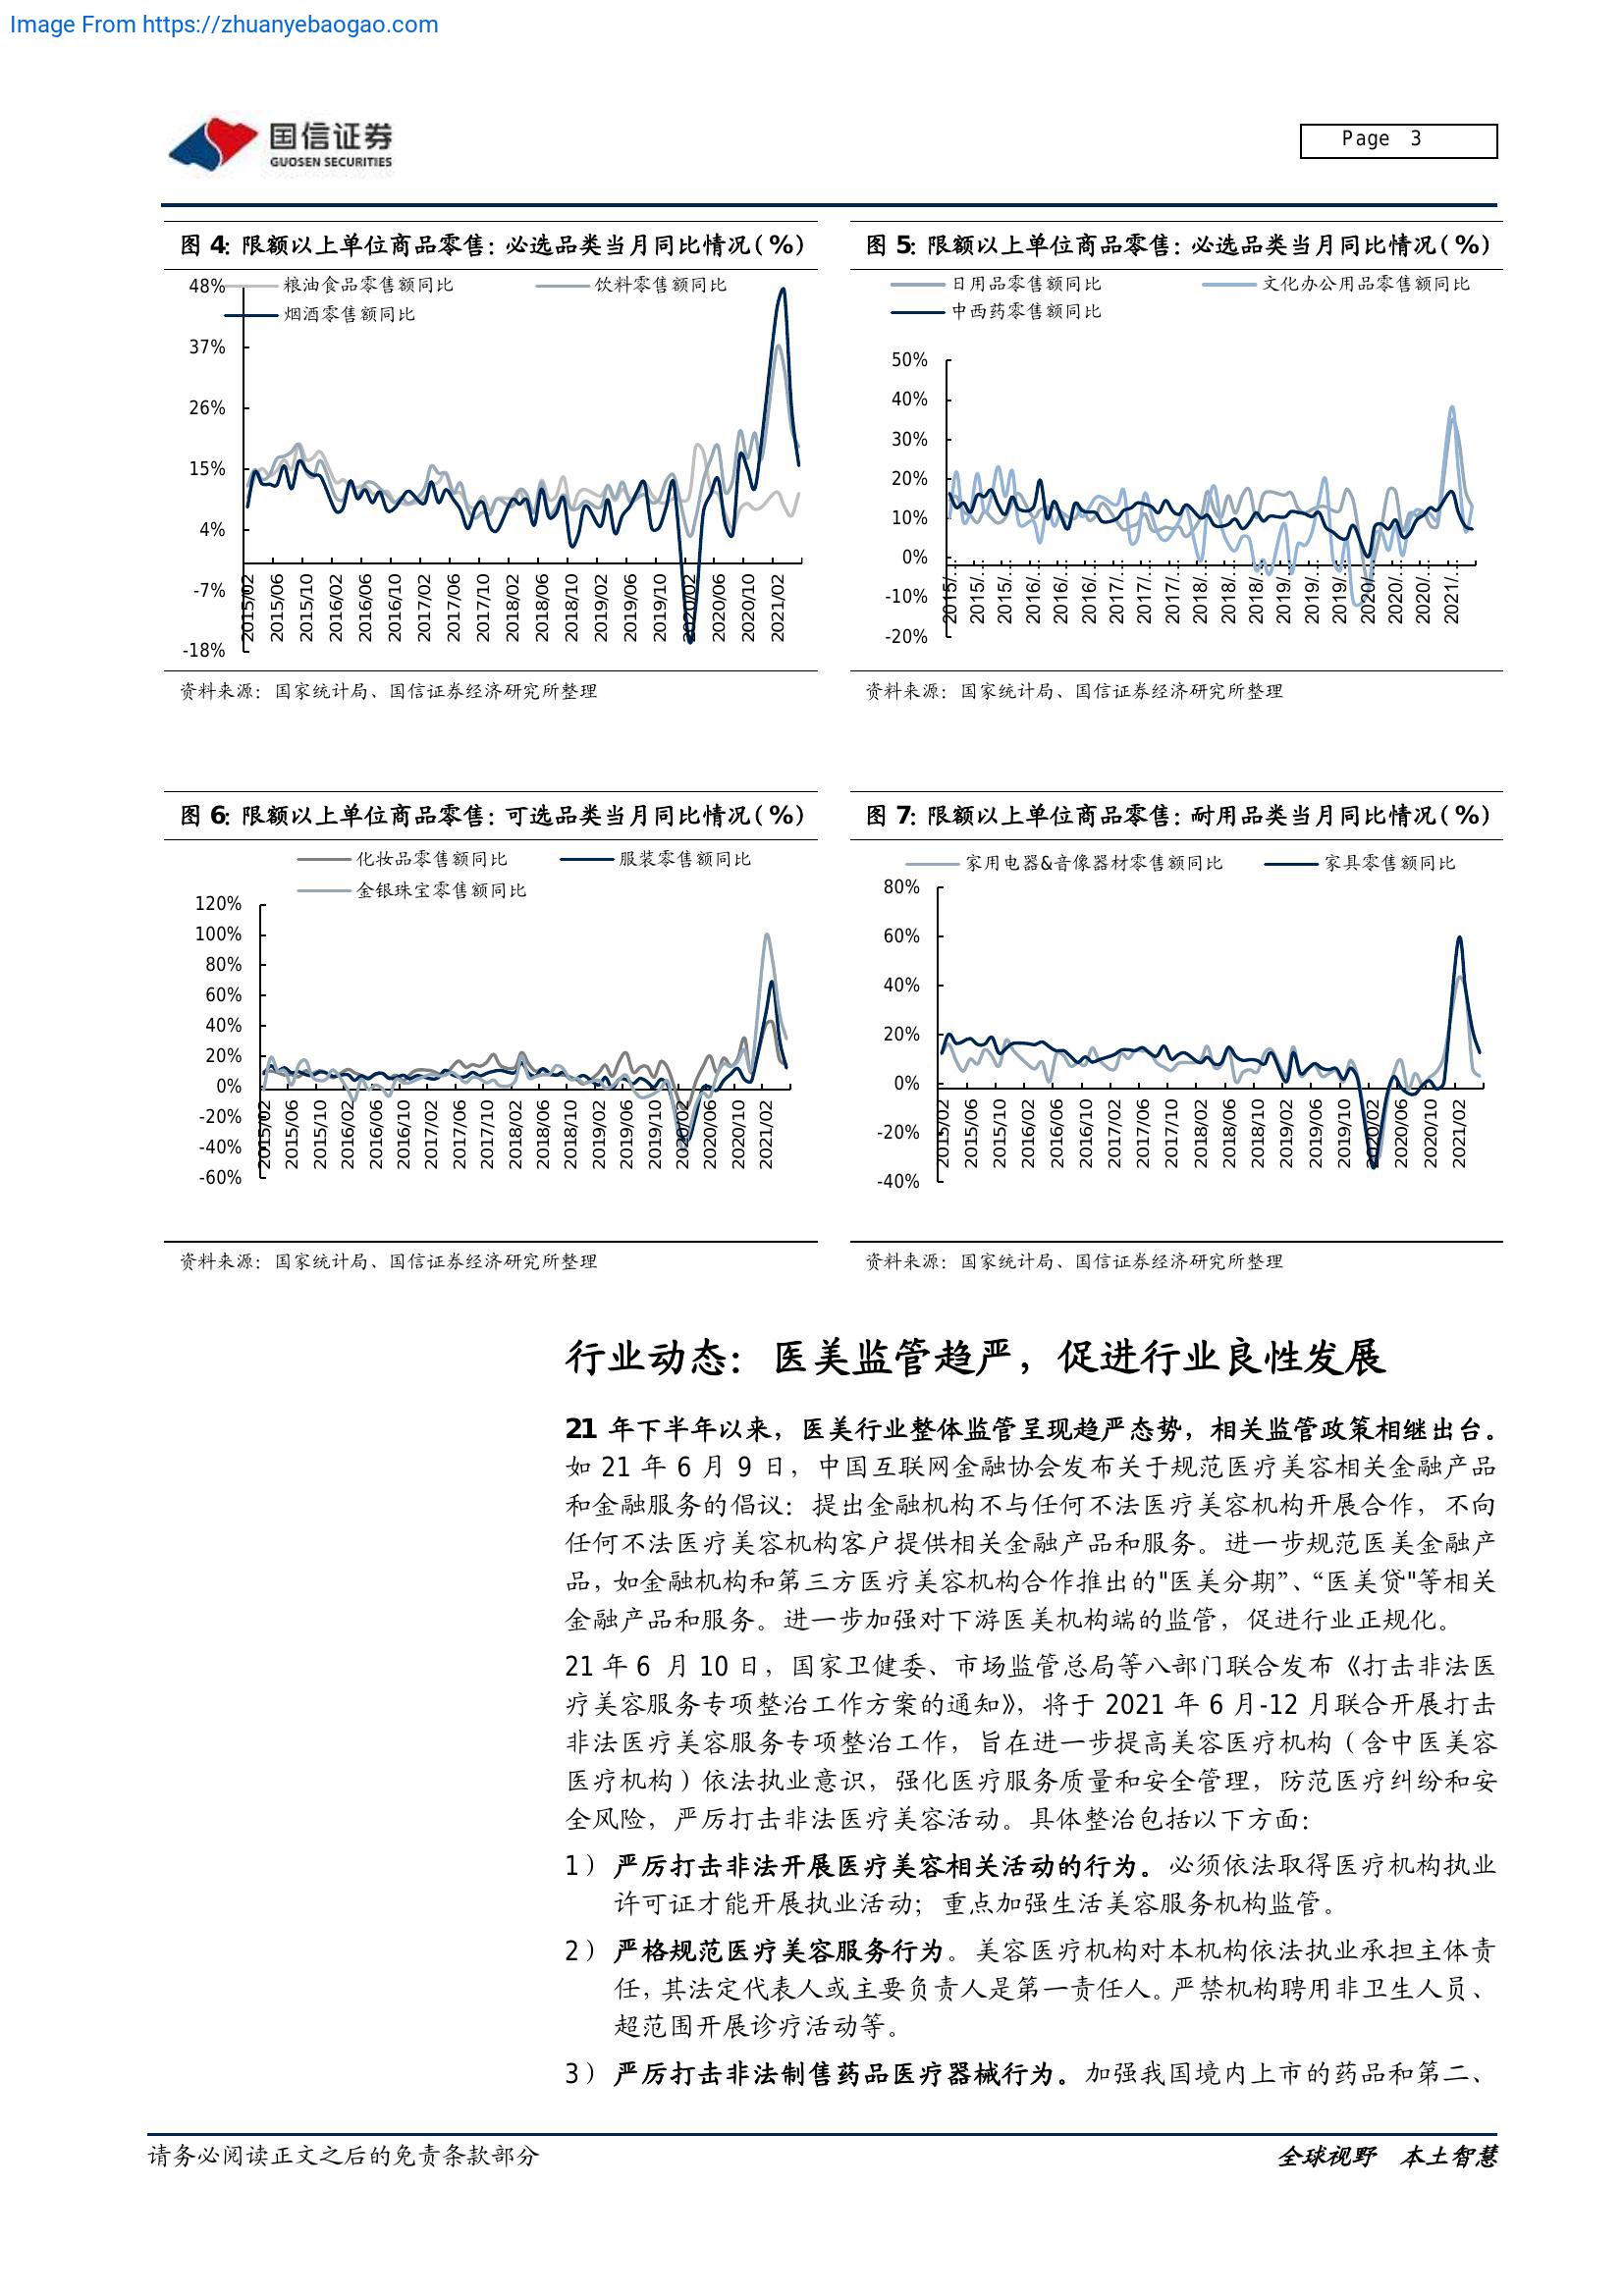 Image From https://zhuanyebaogao.com
国信证券
GUOSEN SECURITIES
Page 3
图 4: 限额以上单位商品零售：必选品类当月同比情况（%）
粮油食品零售额同比
饮料零售额同比
烟酒零售额同比
48%
37%
26%
15%
4%
-7%
-18%
2015/02
2015/06
2015/10
2016/02
2016/06
2016/10
2017/02
2017/06
2017/10
2018/02
2018/06
2018/10
2019/02
2019/06
2019/10
2020/02
2020/06
2020/10
2021/02
资料来源：国家统计局、国信证券经济研究所整理
图 5: 限额以上单位商品零售：必选品类当月同比情况（%）
日用品零售额同比
文化办公用品零售额同比
中西药零售额同比
50%
40%
30%
20%
10%
0%
-10%
-20%
2015/…
2015/…
2015/…
2016/…
2016/…
2016/…
2017/…
2017/…
2017/…
2018/…
2018/…
2018/…
2019/…
2019/…
2019/…
2020/…
2020/…
2020/…
2021/…
资料来源：国家统计局、国信证券经济研究所整理
图 6: 限额以上单位商品零售：可选品类当月同比情况（%）
化妆品零售额同比
服装零售额同比
金银珠宝零售额同比
120%
100%
80%
60%
40%
20%
0%
-20%
-40%
-60%
2015/02
2015/06
2015/10
2016/02
2016/06
2016/10
2017/02
2017/06
2017/10
2018/02
2018/06
2018/10
2019/02
2019/06
2019/10
2020/02
2020/06
2020/10
2021/02
资料来源：国家统计局、国信证券经济研究所整理
图 7: 限额以上单位商品零售：耐用品类当月同比情况（%）
家用电器&音像器材零售额同比
家具零售额同比
80%
60%
40%
20%
0%
-20%
-40%
2015/02
2015/06
2015/10
2016/02
2016/06
2016/10
2017/02
2017/06
2017/10
2018/02
2018/06
2018/10
2019/02
2019/06
2019/10
2020/02
2020/06
2020/10
2021/02
资料来源：国家统计局、国信证券经济研究所整理
行业动态：医美监管趋严，促进行业良性发展
21 年下半年以来，医美行业整体监管呈现趋严态势，相关监管政策相继出台。
如 21 年 6 月 9 日，中国互联网金融协会发布关于规范医疗美容相关金融产品
和金融服务的倡议：提出金融机构不与任何不法医疗美容机构开展合作，不向
任何不法医疗美容机构客户提供相关金融产品和服务。进一步规范医美金融产
品，如金融机构和第三方医疗美容机构合作推出的"医美分期”、“医美贷"等相关
金融产品和服务。进一步加强对下游医美机构端的监管，促进行业正规化。
21 年 6 月 10 日，国家卫健委、市场监管总局等八部门联合发布《打击非法医
疗美容服务专项整治工作方案的通知》，将于 2021 年 6 月-12 月联合开展打击
非法医疗美容服务专项整治工作，旨在进一步提高美容医疗机构（含中医美容
医疗机构）依法执业意识，强化医疗服务质量和安全管理，防范医疗纠纷和安
全风险，严厉打击非法医疗美容活动。具体整治包括以下方面：
1） 严厉打击非法开展医疗美容相关活动的行为。必须依法取得医疗机构执业
许可证才能开展执业活动；重点加强生活美容服务机构监管。
2） 严格规范医疗美容服务行为。美容医疗机构对本机构依法执业承担主体责
任，其法定代表人或主要负责人是第一责任人。严禁机构聘用非卫生人员、
超范围开展诊疗活动等。
3） 严厉打击非法制售药品医疗器械行为。加强我国境内上市的药品和第二、
请务必阅读正文之后的免责条款部分
全球视野 本土智慧